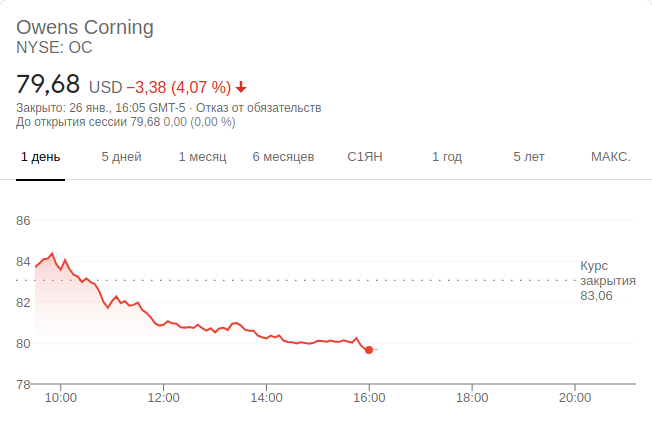 Owens Corning
NYSE: OC
79,68 USD −3,38 (4,07 %)
Закрыто: 26 янв., 16:05 GMT-5 · Отказ от обязательств
До открытия сессии 79,68 0,00 (0,00 %)
1 день 5 дней 1 месяц 6 месяцев С1ЯН 1 год 5 лет МАКС.
86
84
82
80
78
Курс
закрытия
83,06
10:00 12:00 14:00 16:00 18:00 20:00